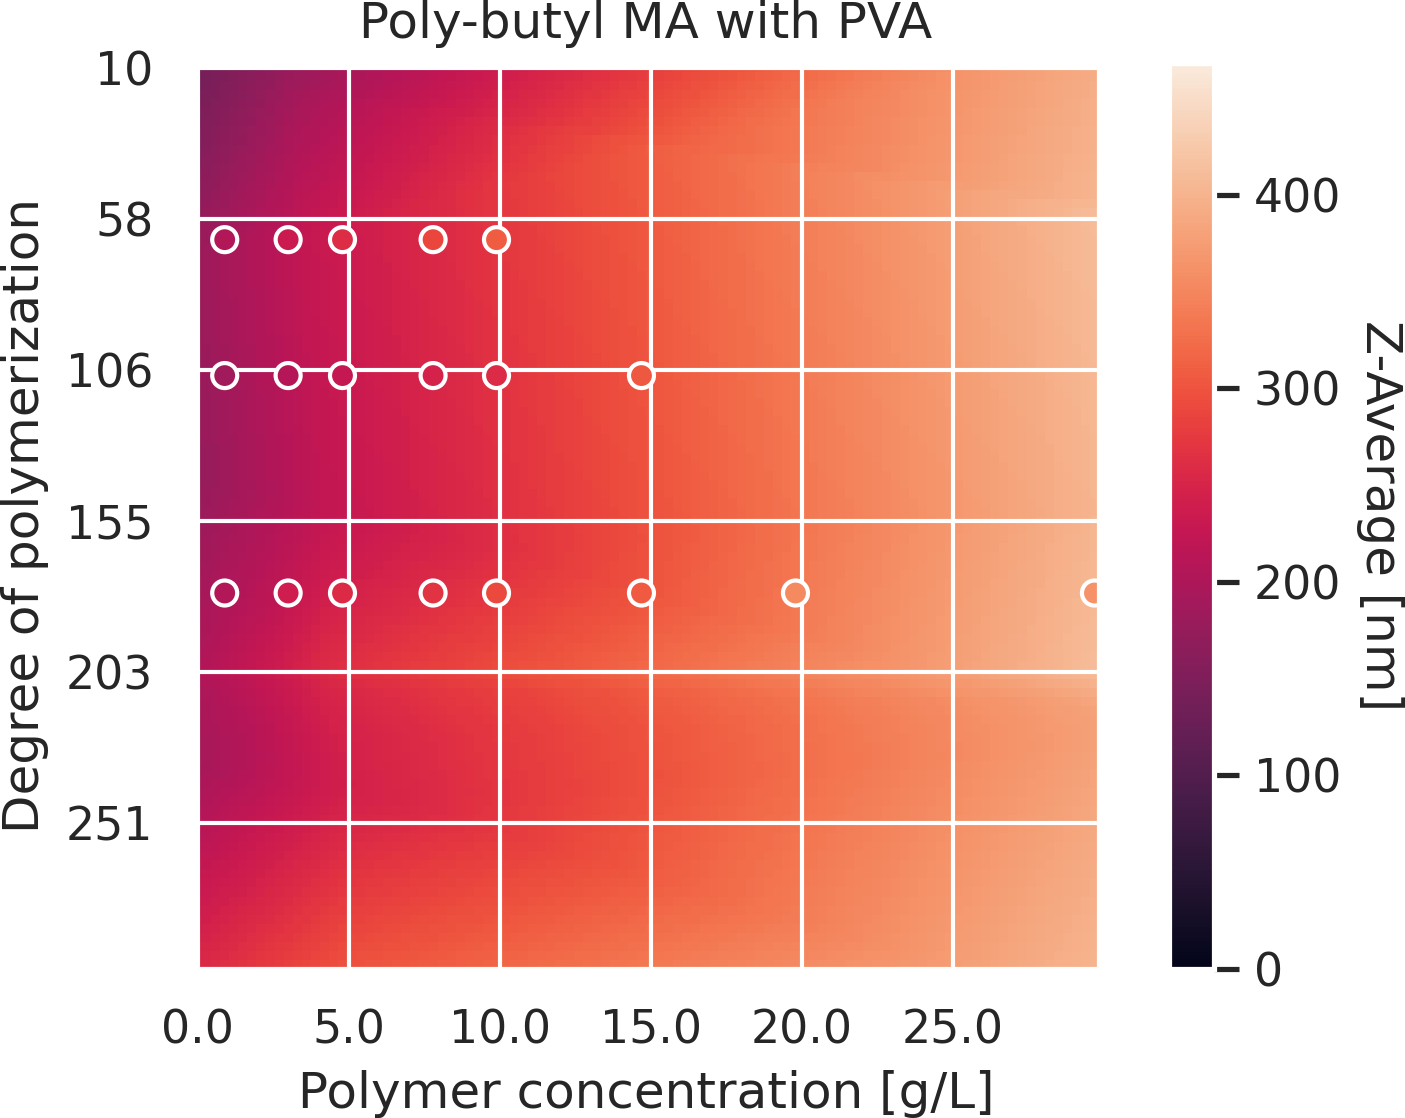 Poly-butyl MA with PVA
10
58
106
155
203
251
Degree of polymerization
0.0 5.0 10.0 15.0 20.0 25.0
Polymer concentration [g/L]
400
300
200
100
0
Z-Average [nm]